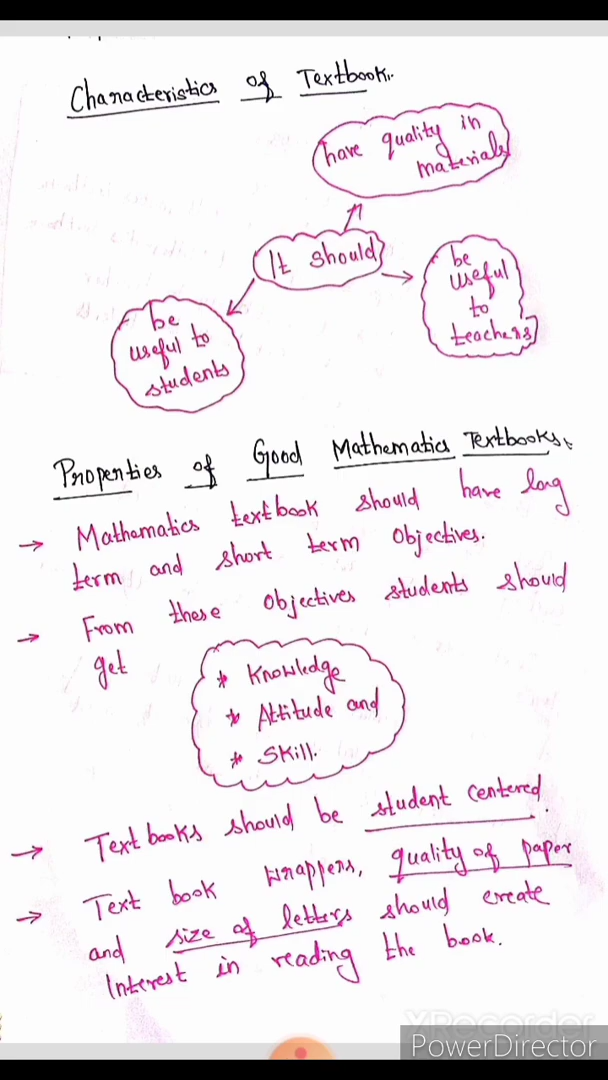 Characteristics of Textbook.
have quality in
materials
It should
be
useful
to
teachers
be
useful to
students
Properties of Good Mathematics Textbooks.
→ Mathematics textbook should have long
term and short term objectives.
→ From these objectives students should
get
* Knowledge
* Attitude and
* Skill.
→ Text books should be student centered.
→ Text book wrappers, quality of paper
and size of letters should create
Interest in reading the book.
XRecorder
PowerDirector